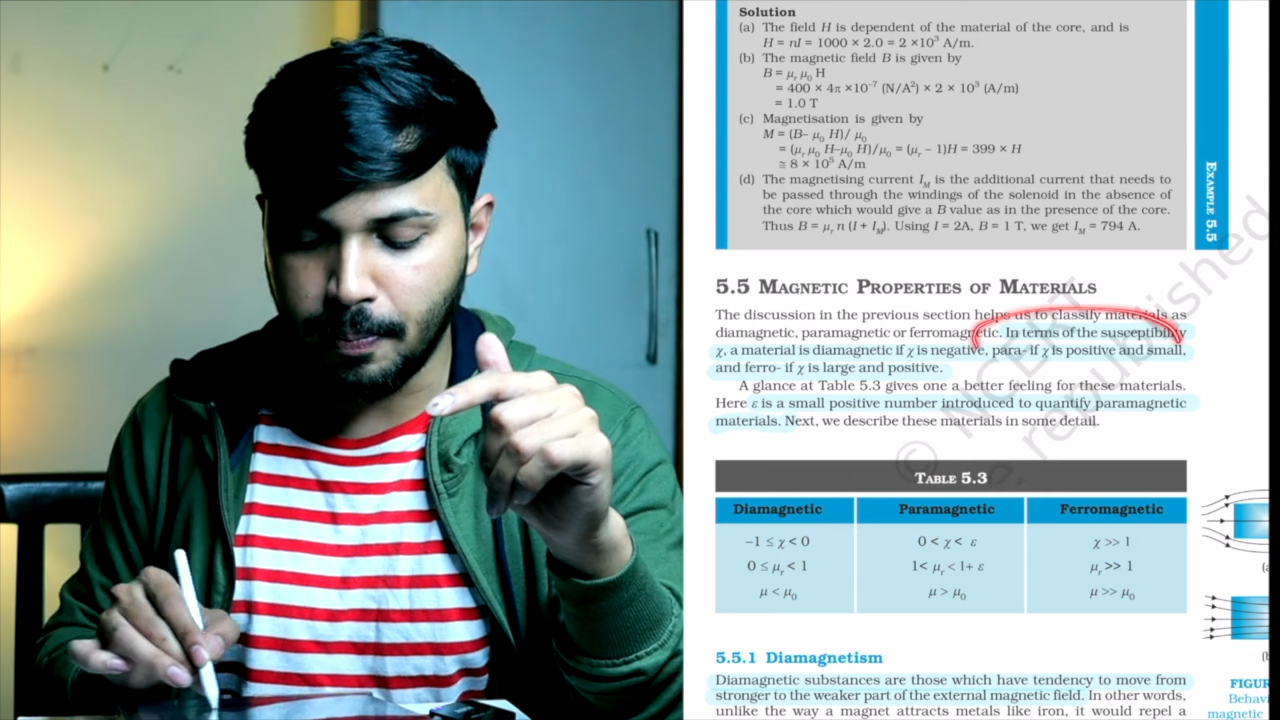 Solution
(a) The field H is dependent of the material of the core, and is
H = nI = 1000 × 2.0 = 2 ×10³ A/m.
(b) The magnetic field B is given by
B = μᵣ μ₀ H
= 400 × 4π ×10⁻⁷ (N/A²) × 2 × 10³ (A/m)
= 1.0 T
(c) Magnetisation is given by
M = (B– μ₀ H)/ μ₀
= (μᵣ μ₀ H–μ₀ H)/μ₀ = (μᵣ – 1)H = 399 × H
≅ 8 × 10⁵ A/m
(d) The magnetising current I_M is the additional current that needs to
be passed through the windings of the solenoid in the absence of
the core which would give a B value as in the presence of the core.
Thus B = μᵣ n (I + I_M). Using I = 2A, B = 1 T, we get I_M = 794 A.
EXAMPLE 5.5
5.5 MAGNETIC PROPERTIES OF MATERIALS
The discussion in the previous section helps us to classify materials as
diamagnetic, paramagnetic or ferromagnetic. In terms of the susceptibility
χ, a material is diamagnetic if χ is negative, para- if χ is positive and small,
and ferro- if χ is large and positive.
A glance at Table 5.3 gives one a better feeling for these materials.
Here ε is a small positive number introduced to quantify paramagnetic
materials. Next, we describe these materials in some detail.
© NCERT
republished
TABLE 5.3
Diamagnetic Paramagnetic Ferromagnetic
–1 ≤ χ < 0 0 < χ < ε χ >> 1
0 ≤ μᵣ < 1 1< μᵣ < 1+ ε μᵣ >> 1
μ < μ₀ μ > μ₀ μ >> μ₀
5.5.1 Diamagnetism
Diamagnetic substances are those which have tendency to move from
stronger to the weaker part of the external magnetic field. In other words,
unlike the way a magnet attracts metals like iron, it would repel a
FIGUR
Behavi
magnetic